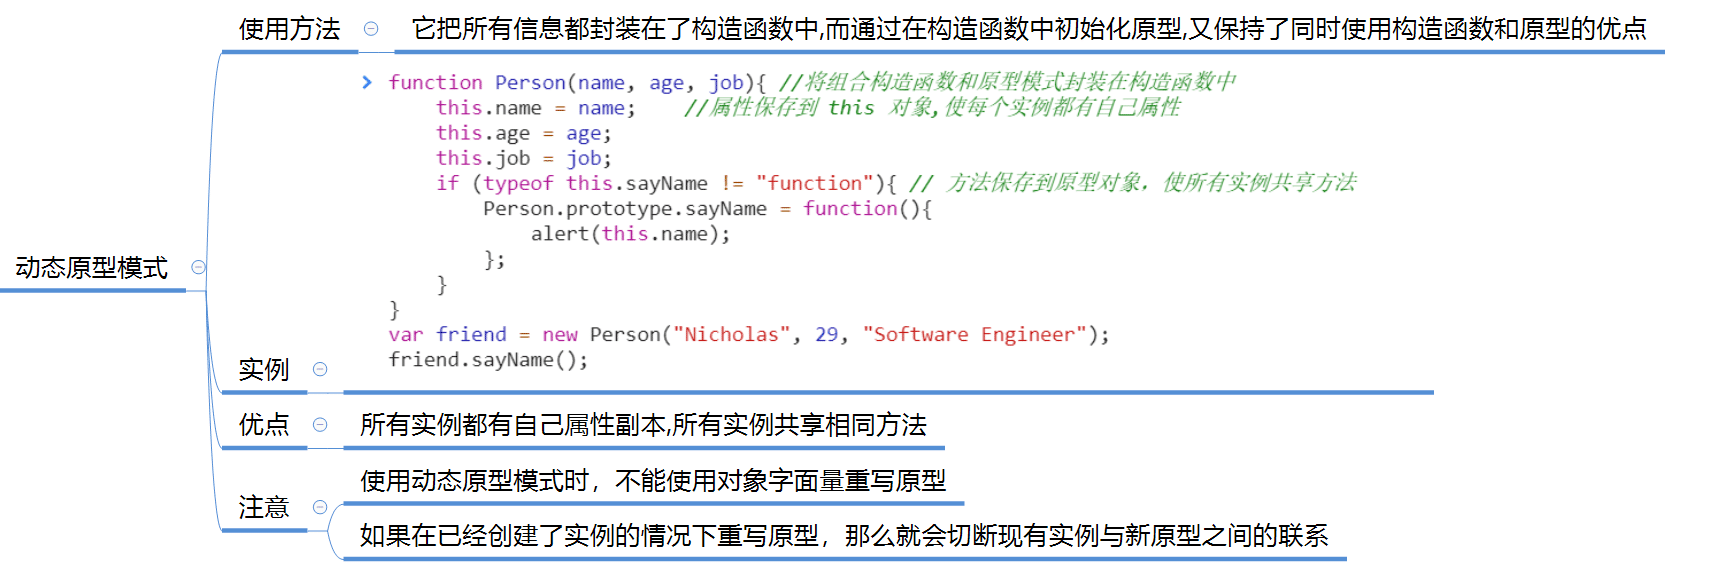 使用方法
它把所有信息都封装在了构造函数中,而通过在构造函数中初始化原型,又保持了同时使用构造函数和原型的优点
function Person(name, age, job){ //将组合构造函数和原型模式封装在构造函数中
this.name = name; //属性保存到 this 对象,使每个实例都有自己属性
this.age = age;
this.job = job;
if (typeof this.sayName != "function"){ // 方法保存到原型对象，使所有实例共享方法
Person.prototype.sayName = function(){
alert(this.name);
};
}
}
var friend = new Person("Nicholas", 29, "Software Engineer");
friend.sayName();
动态原型模式
实例
优点
所有实例都有自己属性副本,所有实例共享相同方法
注意
使用动态原型模式时，不能使用对象字面量重写原型
如果在已经创建了实例的情况下重写原型，那么就会切断现有实例与新原型之间的联系